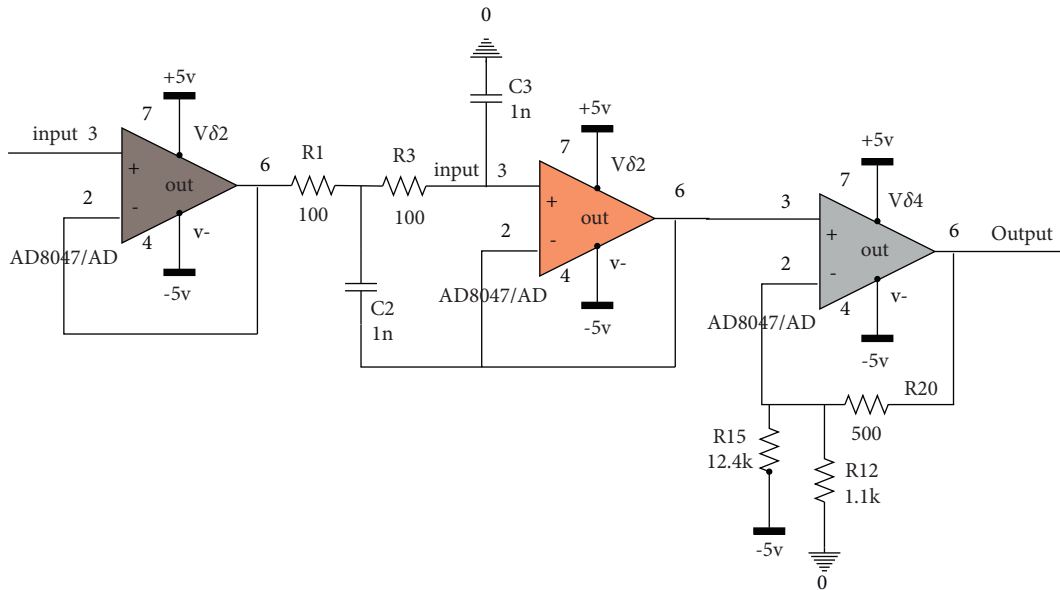 0
C3
1n
+5v
7
Vδ2
input 3
+
out
2
-
4
v-
AD8047/AD
-5v
6
R1
100
R3
100
input
3
+5v
7
Vδ2
+
out
2
-
4
v-
AD8047/AD
-5v
6
C2
1n
+5v
7
Vδ4
3
+
out
2
-
4
v-
AD8047/AD
-5v
6
Output
R20
500
R15
12.4k
-5v
R12
1.1k
0